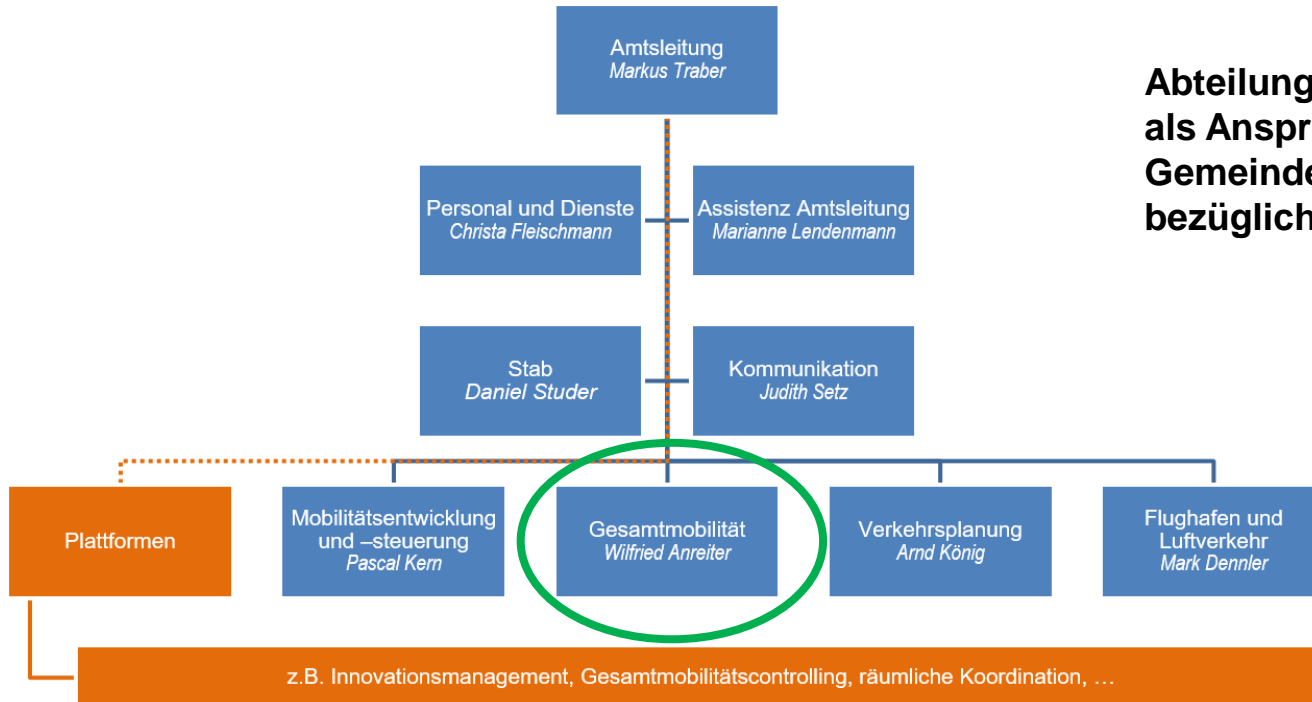 Amtsleitung
Markus Traber
Abteilung
als Anspr
Gemeinde
bezüglich
Personal und Dienste
Christa Fleischmann
Assistenz Amtsleitung
Marianne Lendenmann
Stab
Daniel Studer
Kommunikation
Judith Setz
Plattformen
Mobilitätsentwicklung
und –steuerung
Pascal Kern
Gesamtmobilität
Wilfried Anreiter
Verkehrsplanung
Arnd König
Flughafen und
Luftverkehr
Mark Dennler
z.B. Innovationsmanagement, Gesamtmobilitätscontrolling, räumliche Koordination, …